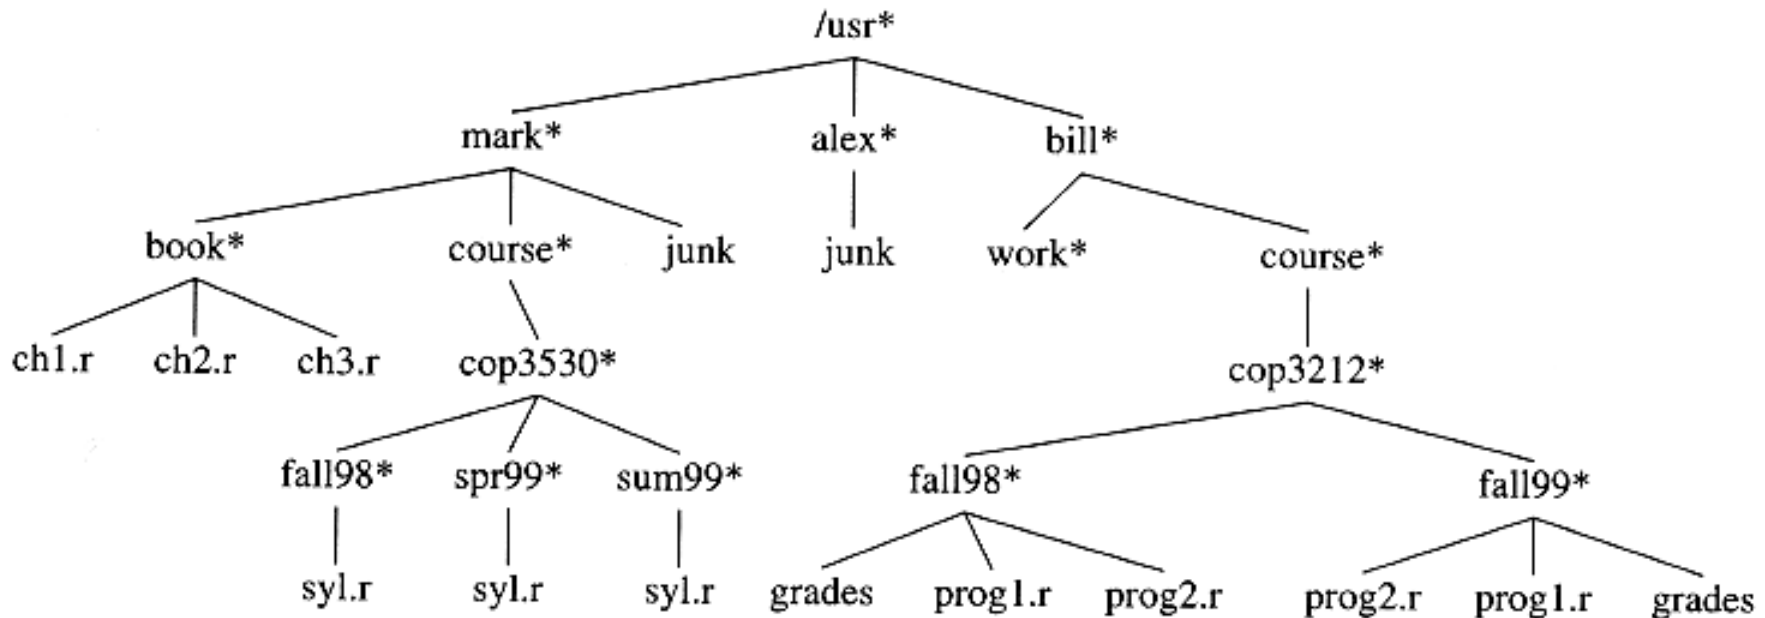 /usr*
mark* alex* bill*
book* course* junk junk work* course*
ch1.r ch2.r ch3.r cop3530* cop3212*
fall98* spr99* sum99* fall98* fall99*
syl.r syl.r syl.r grades prog1.r prog2.r prog2.r prog1.r grades